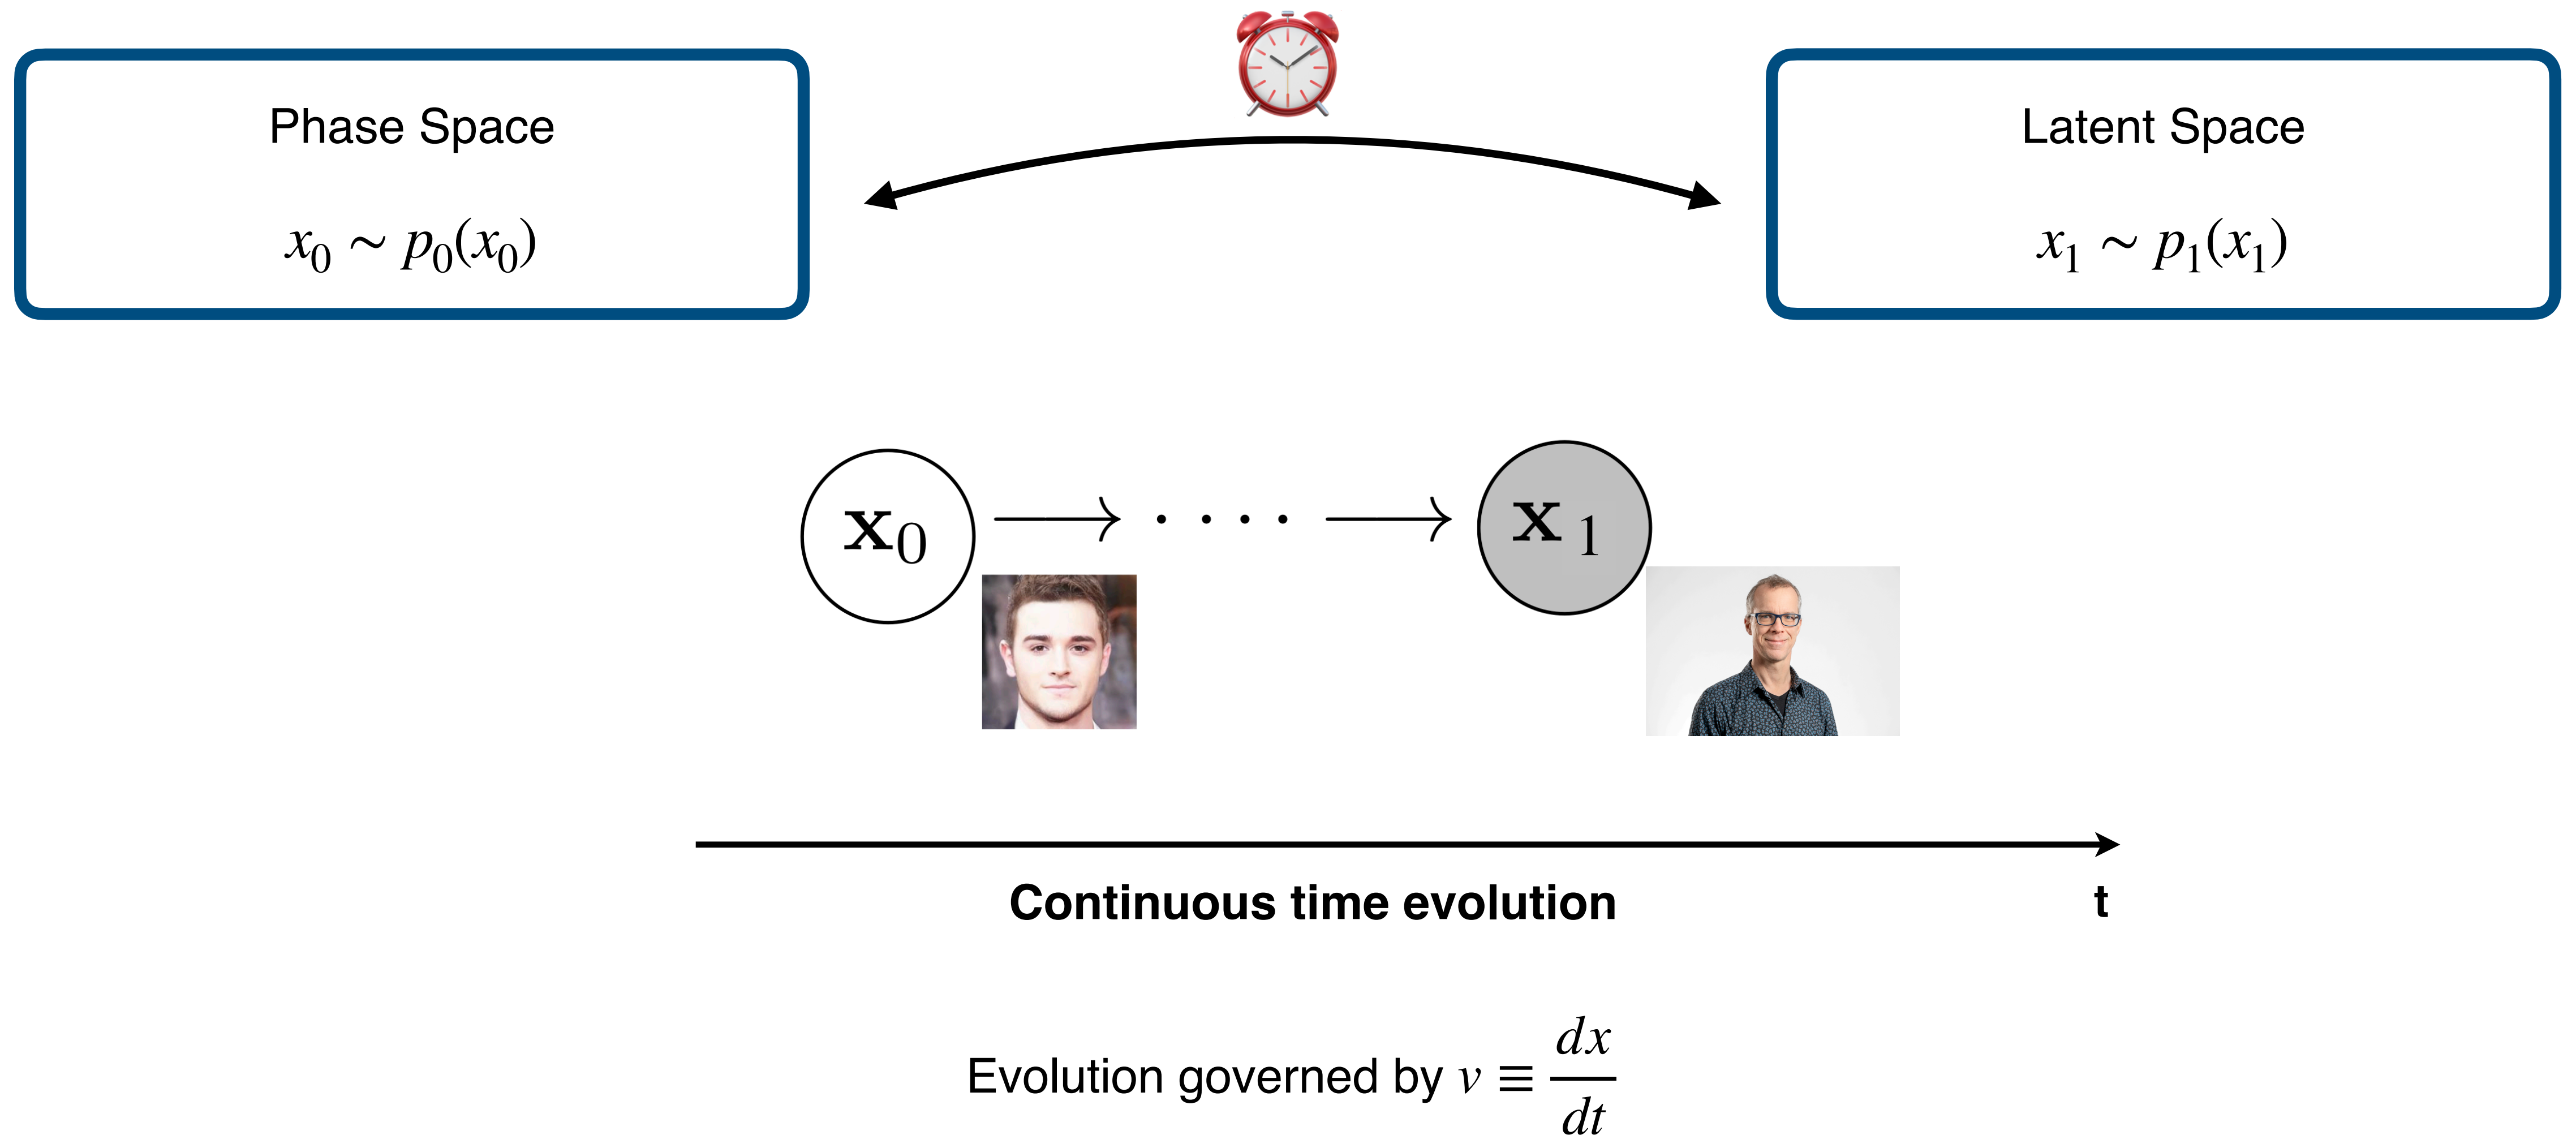 Phase Space
x₀ ∼ p₀(x₀)
Latent Space
x₁ ∼ p₁(x₁)
x₀ → · · · · → x₁
Continuous time evolution
t
Evolution governed by v ≡ dx/dt